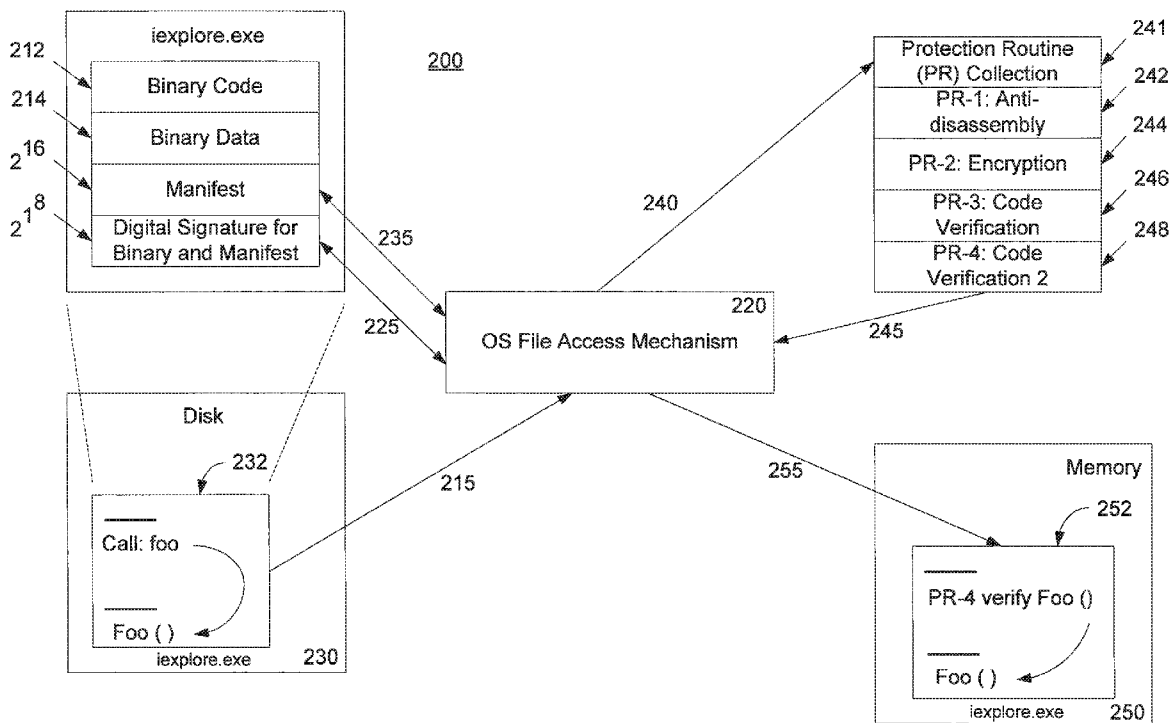 iexplore.exe
212
Binary Code
214
Binary Data
216
Manifest
218
Digital Signature for
Binary and Manifest
200
235
225
240
Protection Routine
(PR) Collection
241
PR-1: Anti-
disassembly
242
PR-2: Encryption
244
PR-3: Code
Verification
246
PR-4: Code
Verification 2
248
220
OS File Access Mechanism
245
215
255
Disk
232
Call: foo
Foo ( )
iexplore.exe
230
Memory
252
PR-4 verify Foo ()
Foo ( )
iexplore.exe
250